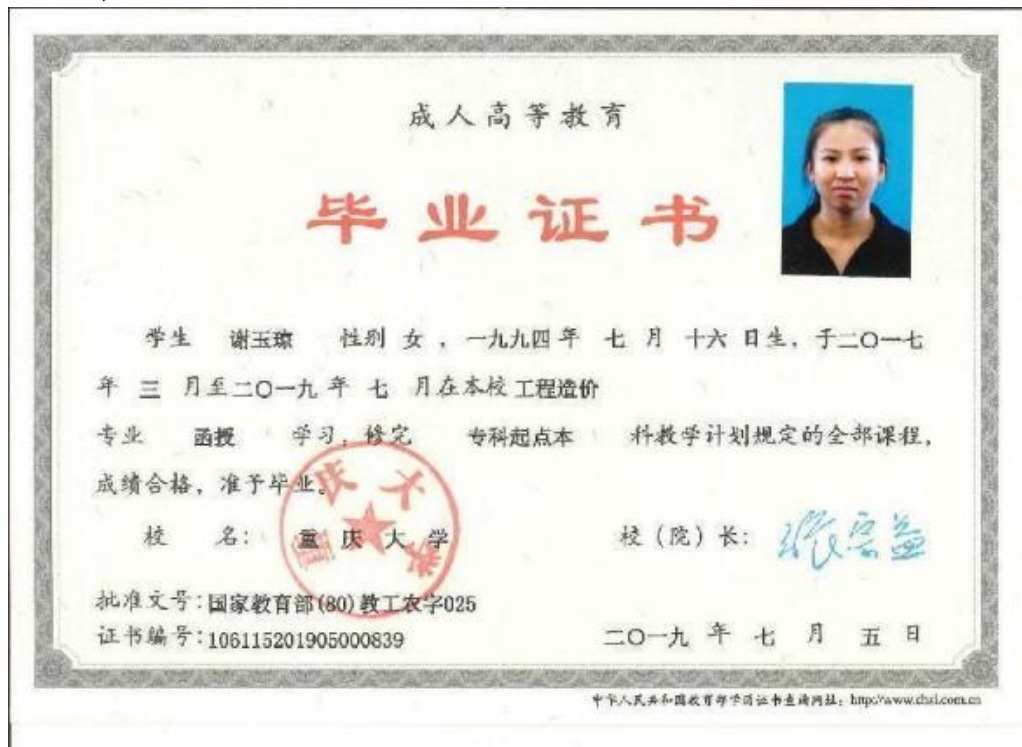 成人高等教育
毕业证书
学生 谢玉琼 性别 女 , 一九九四 年 七 月 十六 日生, 于二〇一七
年 三 月至二〇一九 年 七 月在本校 工程造价
专业 函授 学习, 修完 专科起点本 科教学计划规定的全部课程,
成绩合格, 准予毕业。
重庆大学
校 名: 重 庆 大 学 校 (院) 长: 张宗益
批准文号: 国家教育部(80)教工农字025
证书编号: 106115201905000839 二〇一九 年 七 月 五 日
中华人民共和国教育部学历证书查询网址: http://www.chsi.com.cn